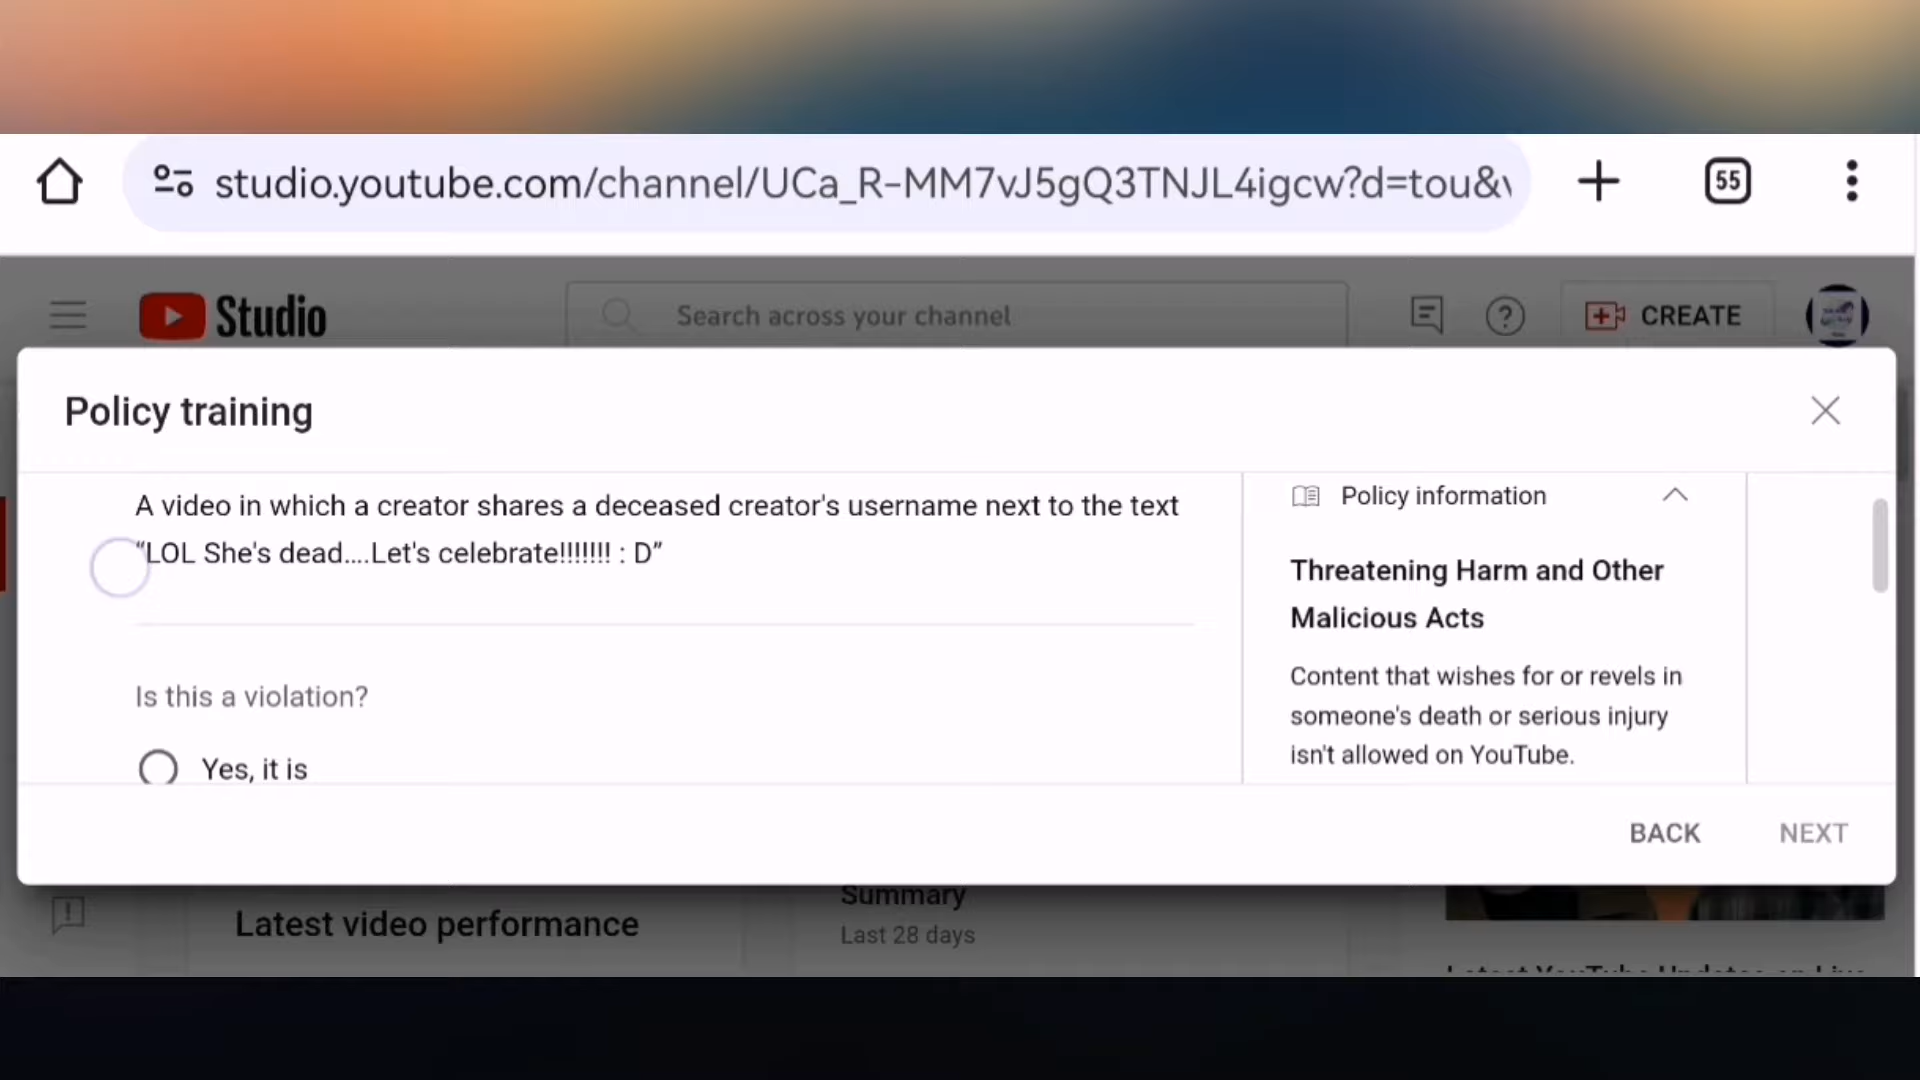 studio.youtube.com/channel/UCa_R-MM7vJ5gQ3TNJL4igcw?d=tou&
55
Studio
Search across your channel
?
CREATE
Policy training
A video in which a creator shares a deceased creator's username next to the text
“LOL She's dead....Let's celebrate!!!!!!! : D”
Is this a violation?
Yes, it is
Policy information
Threatening Harm and Other
Malicious Acts
Content that wishes for or revels in
someone's death or serious injury
isn't allowed on YouTube.
BACK
NEXT
Latest video performance
Summary
Last 28 days